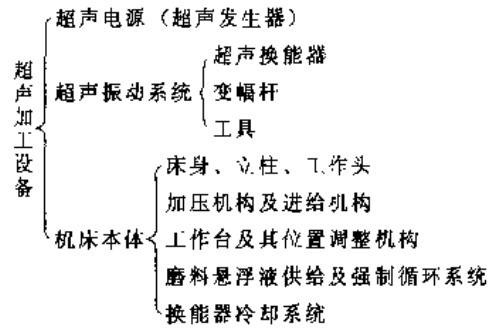 超声加工设备
超声电源（超声发生器）
超声振动系统
超声换能器
变幅杆
工具
机床本体
床身、立柱、工作头
加压机构及进给机构
工作台及其位置调整机构
磨料悬浮液供给及强制循环系统
换能器冷却系统